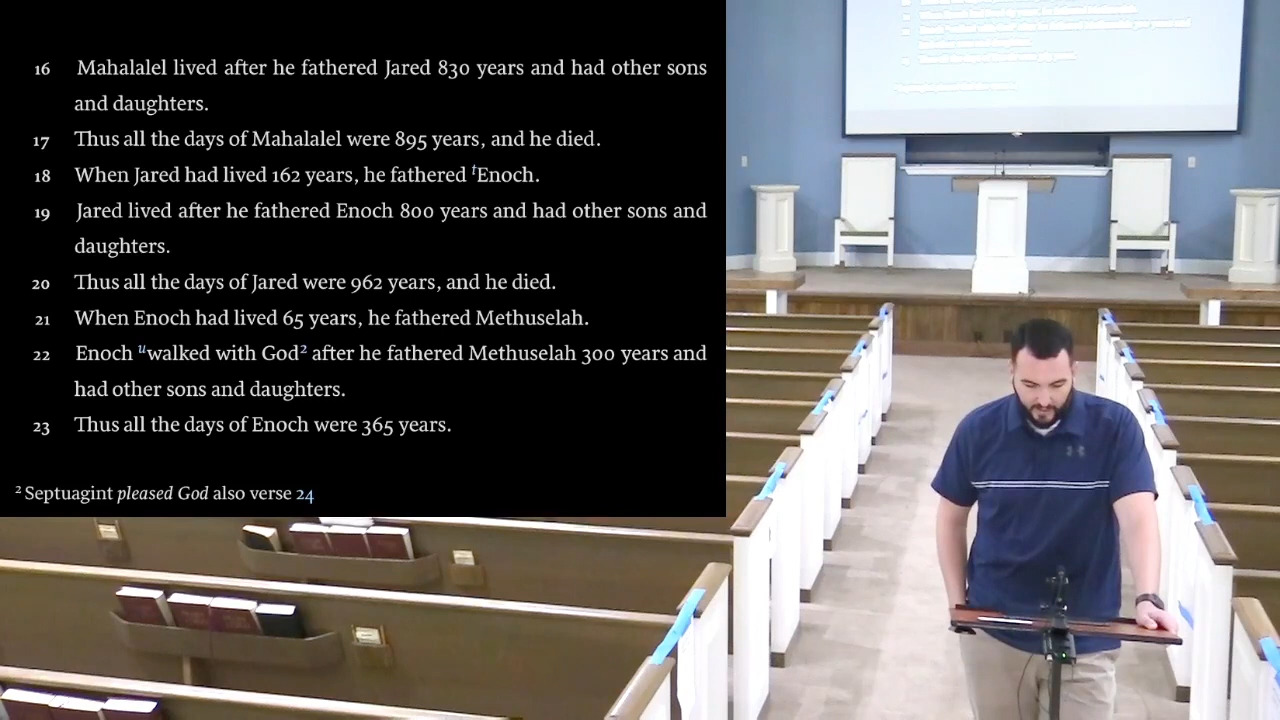 16 Mahalalel lived after he fathered Jared 830 years and had other sons
and daughters.
17 Thus all the days of Mahalalel were 895 years, and he died.
18 When Jared had lived 162 years, he fathered tEnoch.
19 Jared lived after he fathered Enoch 800 years and had other sons and
daughters.
20 Thus all the days of Jared were 962 years, and he died.
21 When Enoch had lived 65 years, he fathered Methuselah.
22 Enoch uwalked with God2 after he fathered Methuselah 300 years and
had other sons and daughters.
23 Thus all the days of Enoch were 365 years.
2 Septuagint pleased God also verse 24